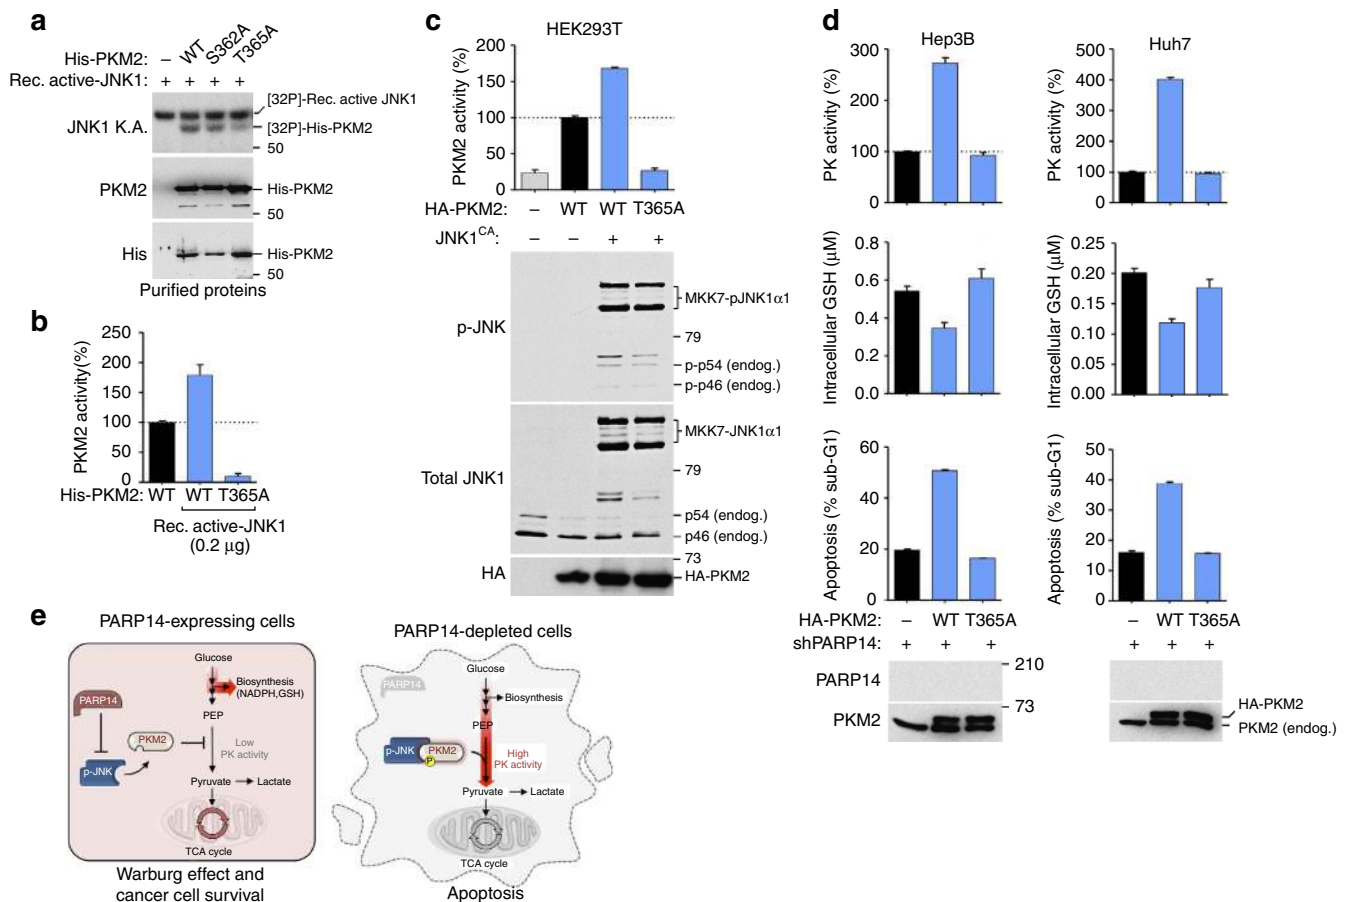 a
His-PKM2: – WT S362A T365A
Rec. active-JNK1: + + + +
JNK1 K.A.
[32P]-Rec. active JNK1
[32P]-His-PKM2
50
PKM2
His-PKM2
50
His
His-PKM2
50
Purified proteins
b
PKM2 activity(%)
250
200
150
100
50
0
His-PKM2: WT WT T365A
Rec. active-JNK1
(0.2 μg)
c
HEK293T
PKM2 activity (%)
200
150
100
50
0
HA-PKM2: – WT WT T365A
JNK1CA: – – + +
p-JNK
MKK7-pJNK1α1
79
p-p54 (endog.)
p-p46 (endog.)
Total JNK1
MKK7-JNK1α1
79
p54 (endog.)
p46 (endog.)
73
HA
HA-PKM2
d
Hep3B
PK activity (%)
300
200
100
0
Huh7
PK activity (%)
500
400
300
200
100
0
Intracellular GSH (μM)
0.8
0.6
0.4
0.2
0.0
Intracellular GSH (μM)
0.25
0.20
0.15
0.10
0.05
0.00
Apoptosis (% sub-G1)
60
40
20
0
Apoptosis (% sub-G1)
50
40
30
20
10
0
HA-PKM2: – WT T365A – WT T365A
shPARP14: + + + + + +
PARP14
210
73
PKM2
HA-PKM2
PKM2 (endog.)
e
PARP14-expressing cells
Glucose
Biosynthesis
(NADPH,GSH)
PARP14
PEP
PKM2
Low
PK activity
p-JNK
Pyruvate
Lactate
TCA cycle
Warburg effect and
cancer cell survival
PARP14-depleted cells
Glucose
PARP14
Biosynthesis
PEP
p-JNK
PKM2
P
High
PK activity
Pyruvate
Lactate
TCA cycle
Apoptosis